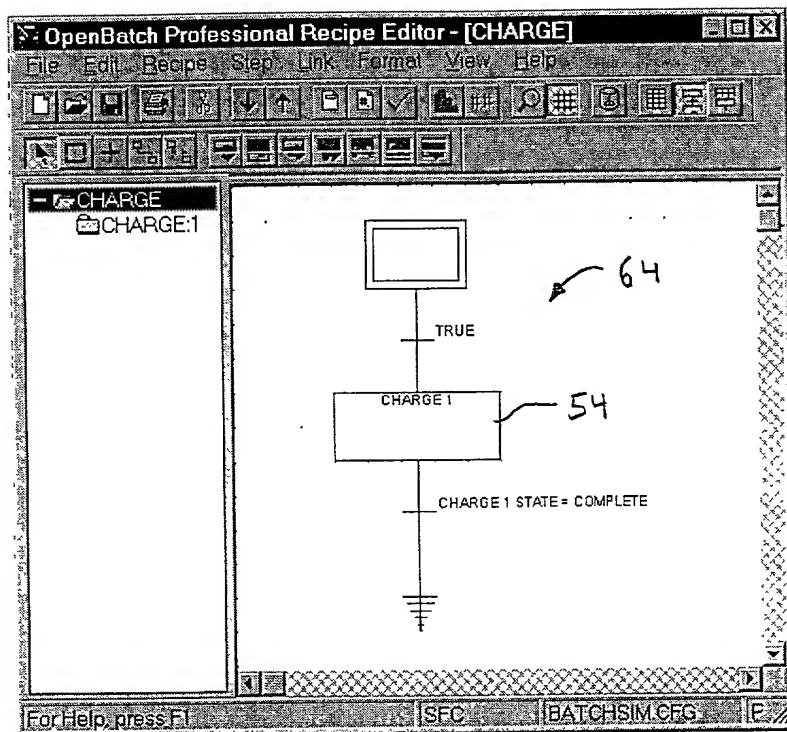 OpenBatch Professional Recipe Editor - [CHARGE]
File Edit Recipe Step Link Format View Help
CHARGE
CHARGE:1
64
TRUE
CHARGE 1
54
CHARGE 1 STATE = COMPLETE
For Help, press F1 SFC BATCHSIM.CFG